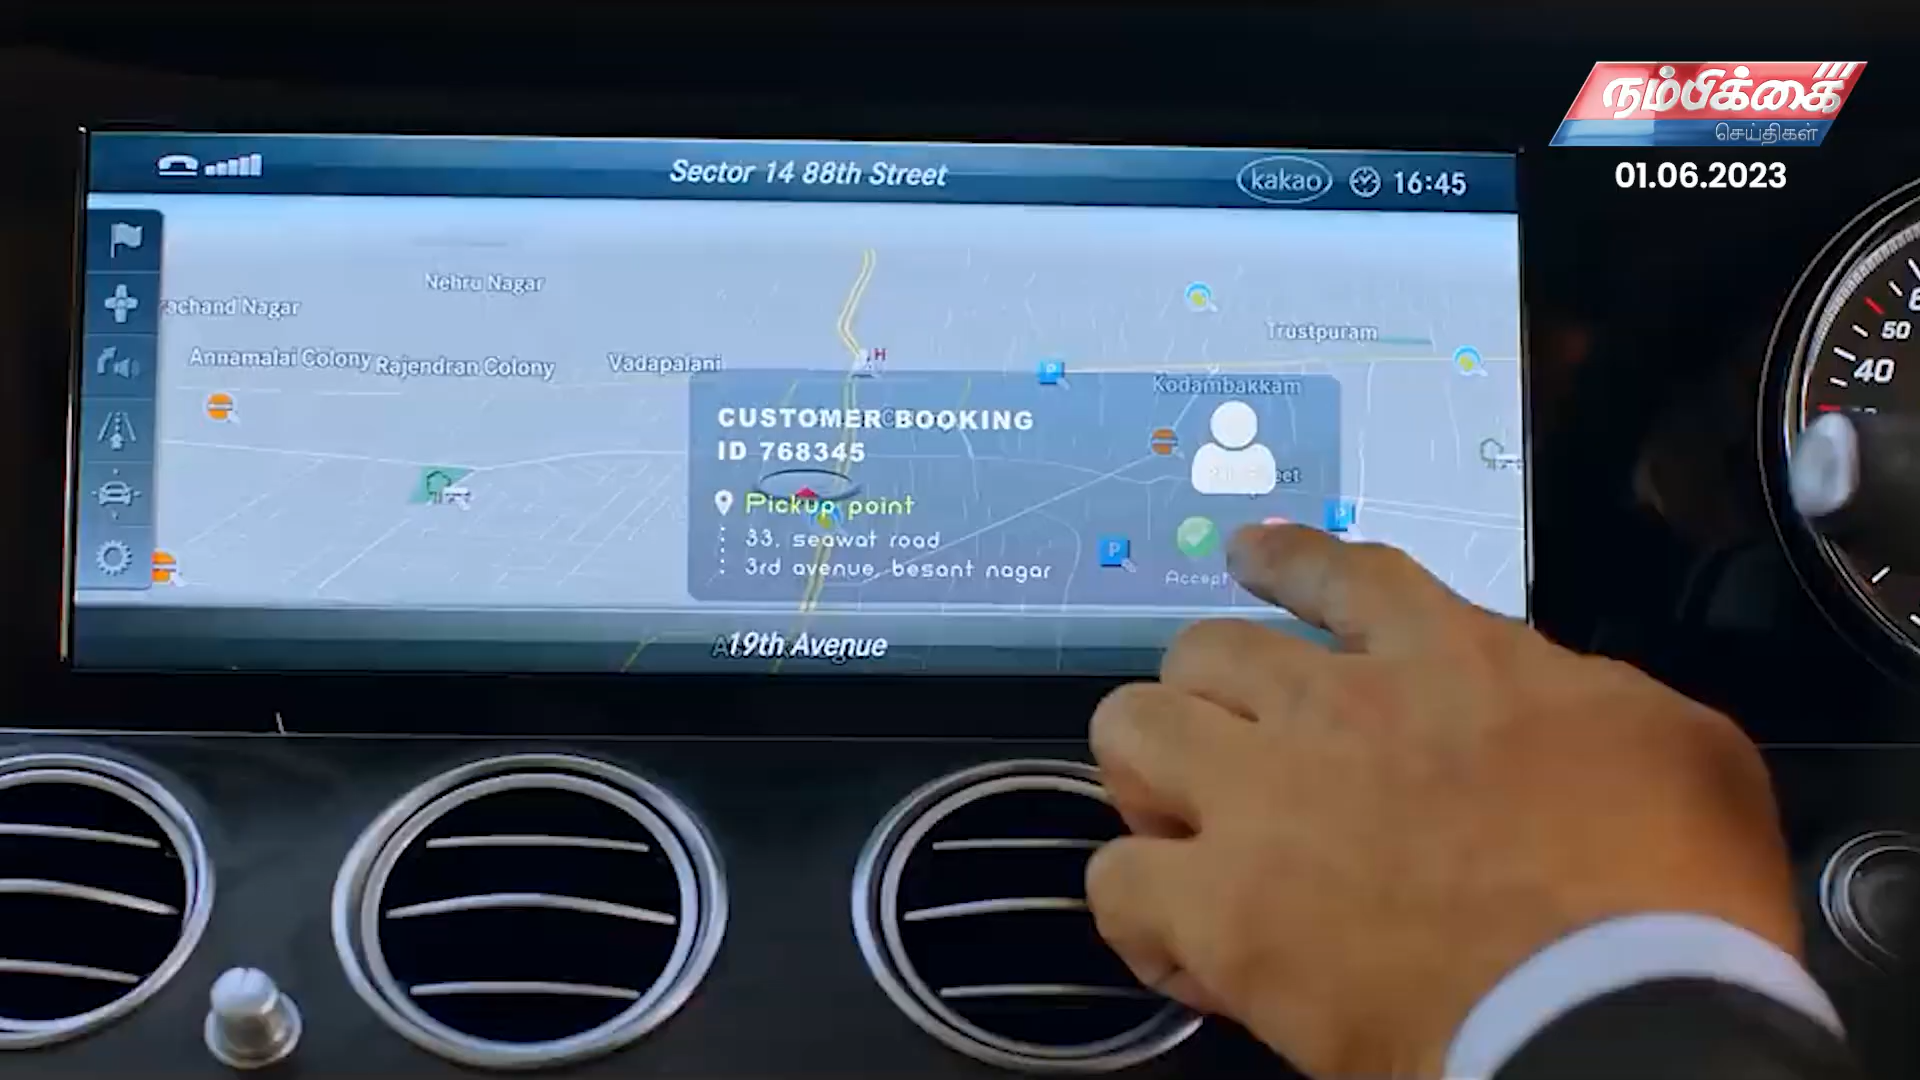 நம்பிக்கை
செய்திகள்
01.06.2023
Sector 14 88th Street
kakao
16:45
Nehru Nagar
achand Nagar
Trustpuram
Annamalai Colony
Rajendran Colony
Vadapalani
H
P
Kodambakkam
CUSTOMER BOOKING
ID 768345
Pickup point
33, seawat road
3rd avenue, besant nagar
P
P
Accept
19th Avenue
50
40